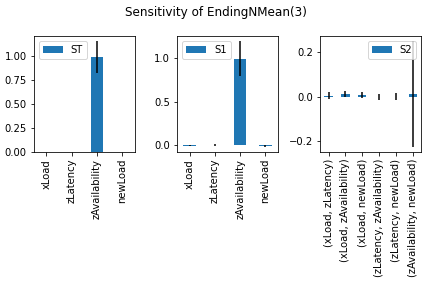 Sensitivity of EndingNMean(3)
ST
1.00
0.75
0.50
0.25
0.00
xLoad
zLatency
zAvailability
newLoad
S1
1.0
0.5
0.0
xLoad
zLatency
zAvailability
newLoad
S2
0.2
0.0
−0.2
(xLoad, zLatency)
(xLoad, zAvailability)
(xLoad, newLoad)
(zLatency, zAvailability)
(zLatency, newLoad)
(zAvailability, newLoad)